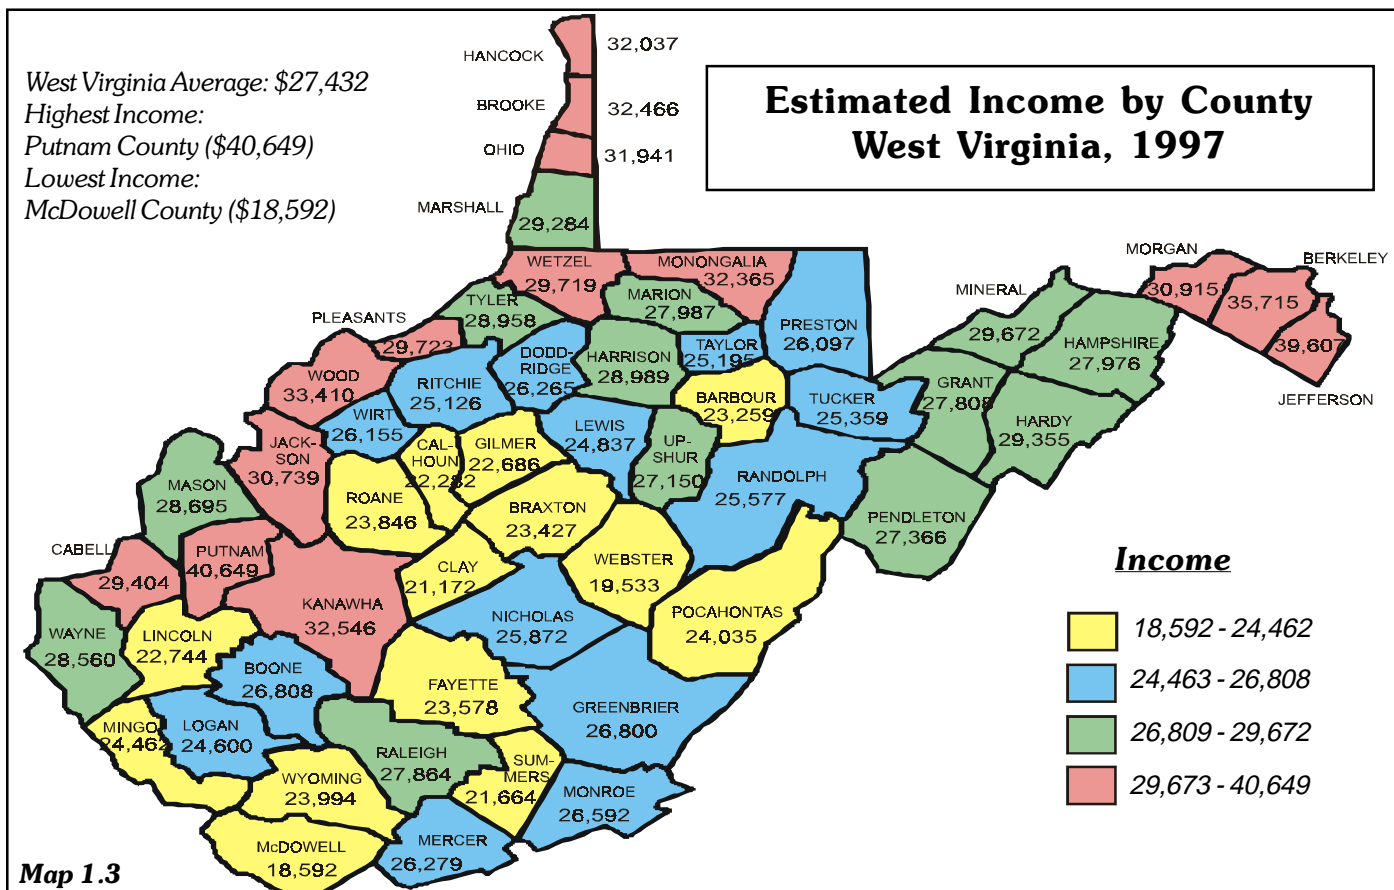 West Virginia Average: $27,432
Highest Income:
Putnam County ($40,649)
Lowest Income:
McDowell County ($18,592)
Estimated Income by County
West Virginia, 1997
HANCOCK
32,037
BROOKE
32,466
OHIO
31,941
MARSHALL
29,284
WETZEL
29,719
MONONGALIA
32,365
MORGAN
30,915
BERKELEY
35,715
JEFFERSON
39,607
TYLER
28,958
MARION
27,987
PRESTON
26,097
MINERAL
29,672
HAMPSHIRE
27,976
PLEASANTS
29,723
WOOD
33,410
RITCHIE
25,126
DODD-
RIDGE
26,265
HARRISON
28,989
TAYLOR
25,195
BARBOUR
23,259
TUCKER
25,359
GRANT
27,808
HARDY
29,355
WIRT
26,155
JACK-
SON
30,739
CAL-
HOUN
22,282
GILMER
22,686
LEWIS
24,837
UP-
SHUR
27,150
RANDOLPH
25,577
PENDLETON
27,366
MASON
28,695
ROANE
23,846
BRAXTON
23,427
WEBSTER
19,533
POCAHONTAS
24,035
CABELL
29,404
PUTNAM
40,649
KANAWHA
32,546
CLAY
21,172
NICHOLAS
25,872
WAYNE
28,560
LINCOLN
22,744
BOONE
26,808
FAYETTE
23,578
GREENBRIER
26,800
MINGO
24,462
LOGAN
24,600
WYOMING
23,994
RALEIGH
27,864
SUM-
MERS
21,664
MONROE
26,592
McDOWELL
18,592
MERCER
26,279
Income
18,592 - 24,462
24,463 - 26,808
26,809 - 29,672
29,673 - 40,649
Map 1.3